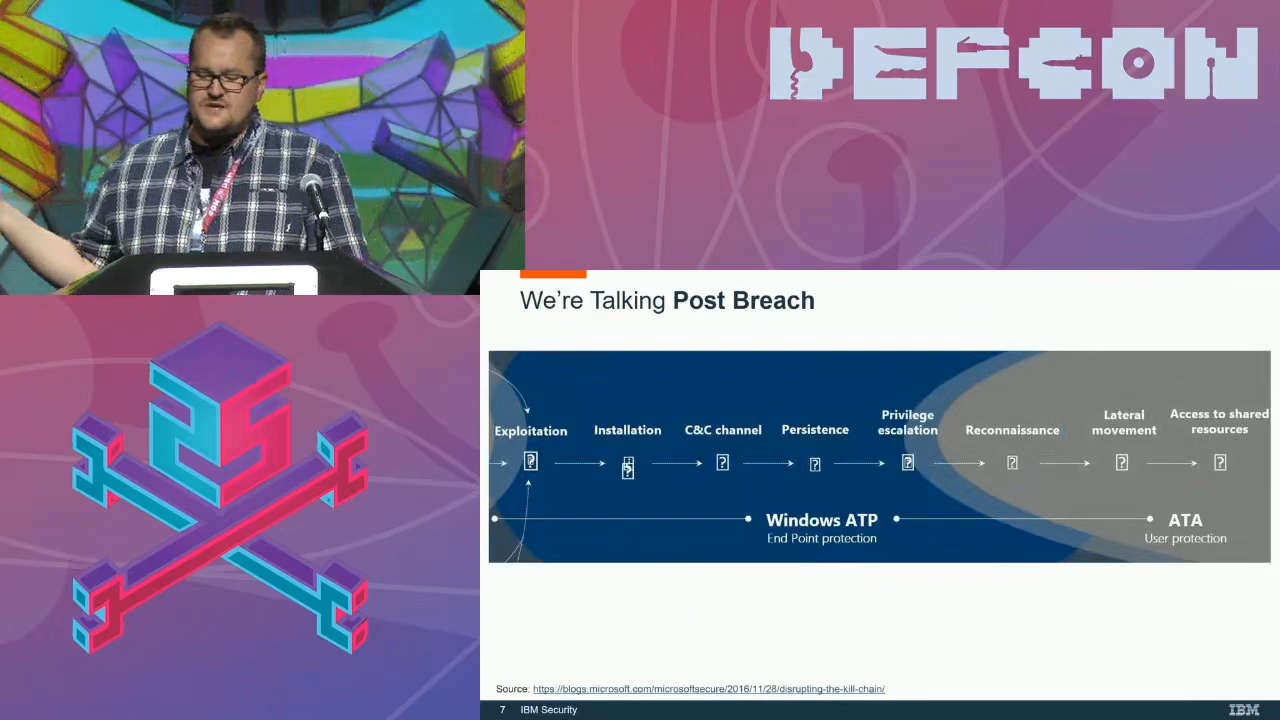 DEFCON
We're Talking Post Breach
Exploitation
Installation
C&C channel
Persistence
Privilege
escalation
Reconnaissance
Lateral
movement
Access to shared
resources
Windows ATP
End Point protection
ATA
User protection
Source: https://blogs.microsoft.com/microsoftsecure/2016/11/28/disrupting-the-kill-chain/
7 IBM Security
IBM